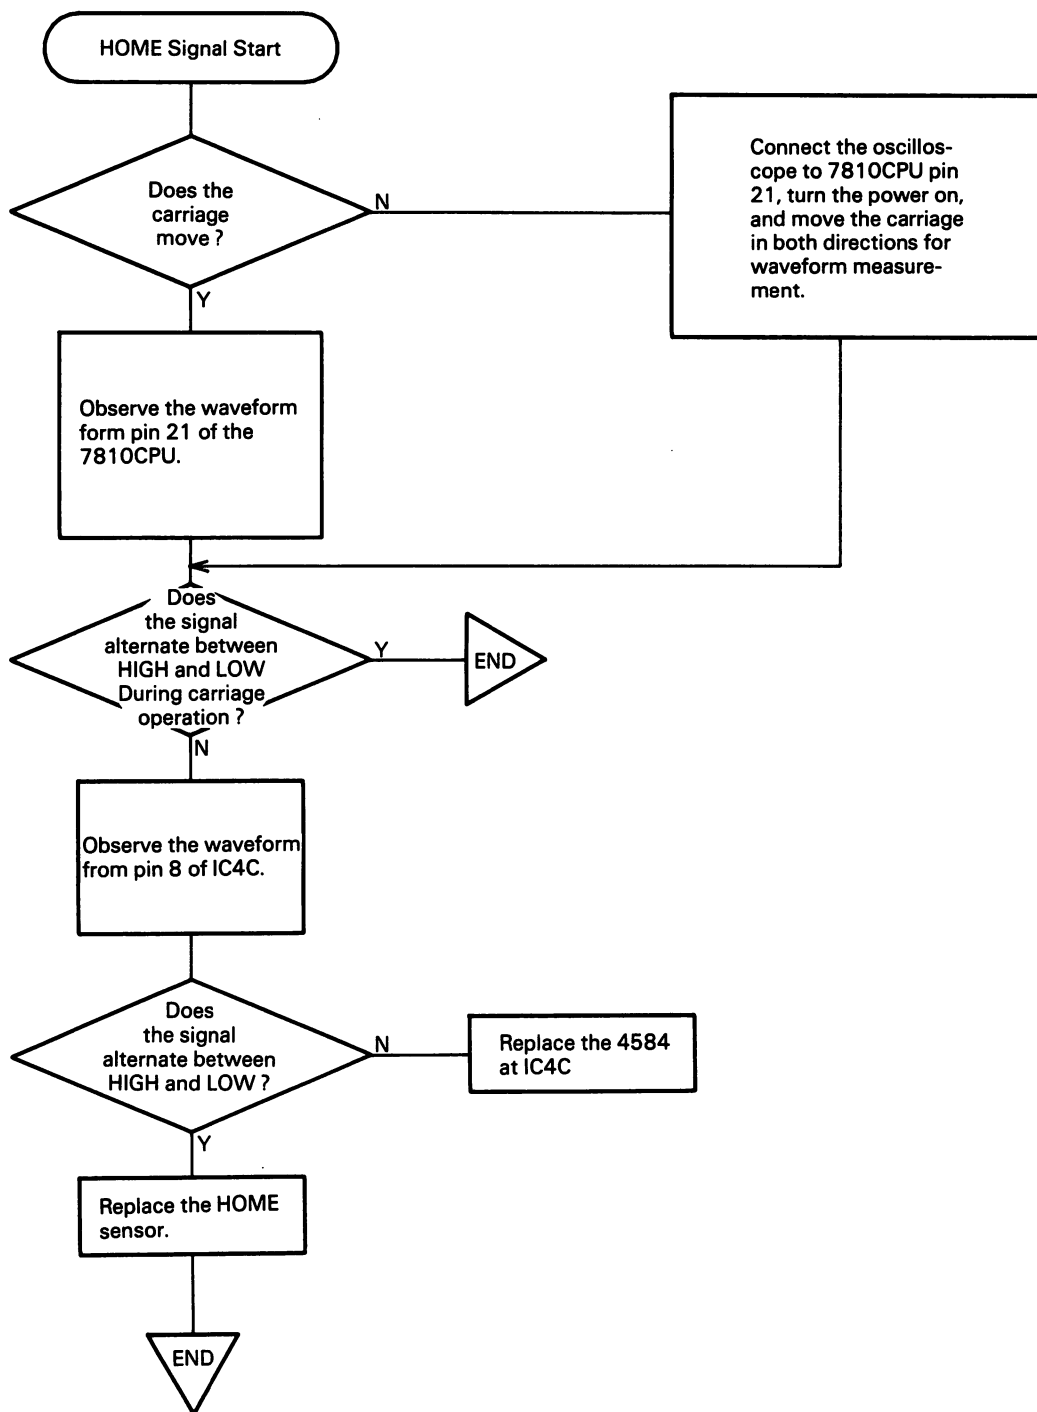 HOME Signal Start
Does the
carriage
move ?
N
Connect the oscillos-
cope to 7810CPU pin
21, turn the power on,
and move the carriage
in both directions for
waveform measure-
ment.
Y
Observe the waveform
form pin 21 of the
7810CPU.
Does
the signal
alternate between
HIGH and LOW
During carriage
operation ?
Y
END
N
Observe the waveform
from pin 8 of IC4C.
Does
the signal
alternate between
HIGH and LOW ?
N
Replace the 4584
at IC4C
Y
Replace the HOME
sensor.
END